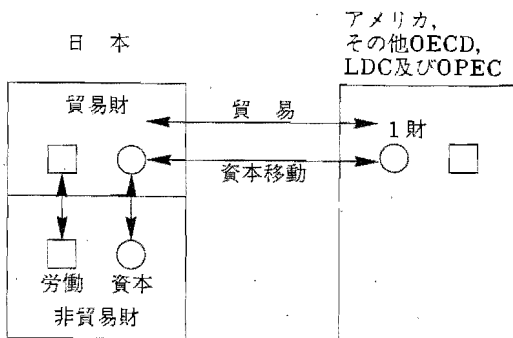 日本
アメリカ,
その他OECD,
LDC及びOPEC
貿易財
貿易
1財
資本移動
労働
資本
非貿易財